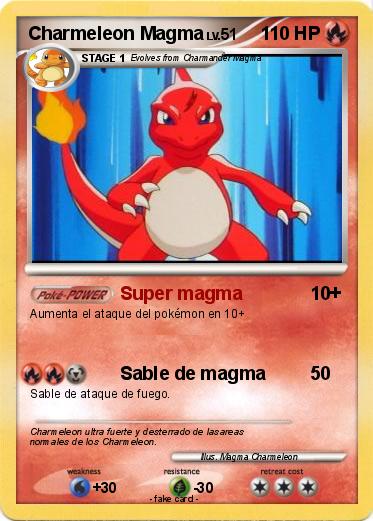 Charmeleon Magma LV.51 110 HP
STAGE 1 Evolves from Charmander Magma
Poké-POWER Super magma 10+
Aumenta el ataque del pokémon en 10+
Sable de magma 50
Sable de ataque de fuego.
Charmeleon ultra fuerte y desterrado de lasareas
normales de los Charmeleon.
Illus. Magma Charmeleon
weakness resistance retreat cost
+30 -30
- fake card -